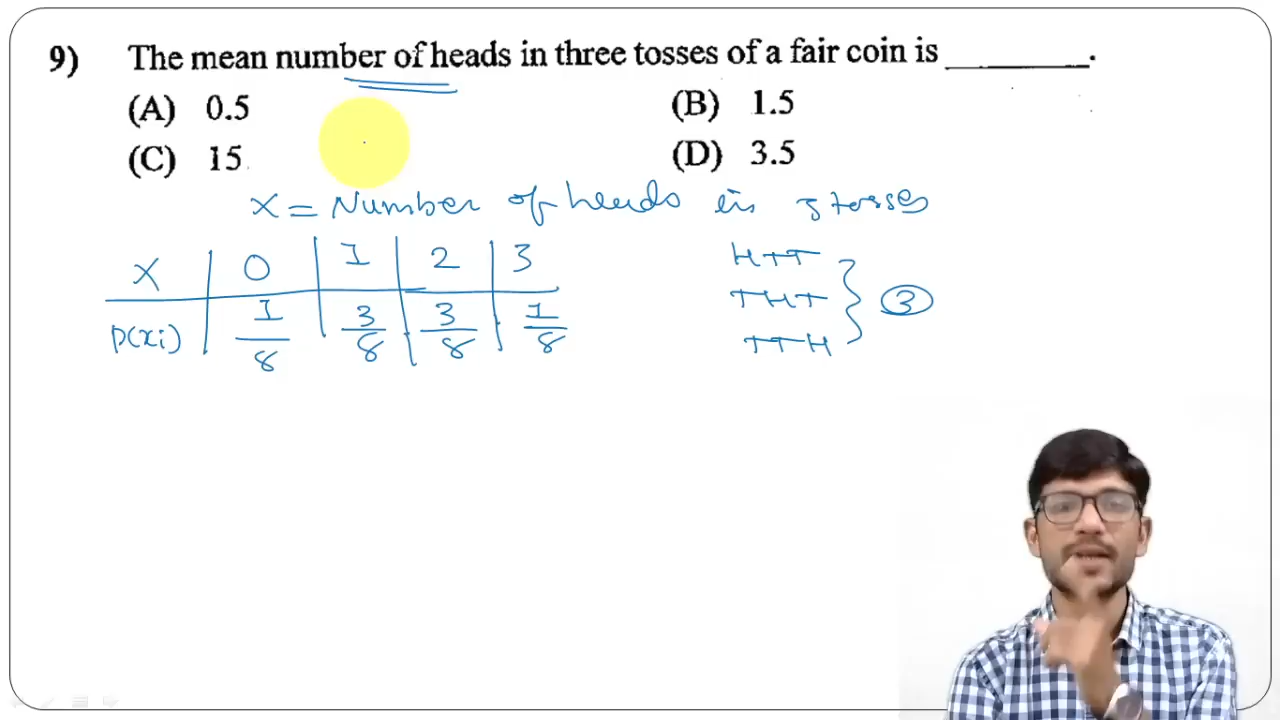 9) The mean number of heads in three tosses of a fair coin is ________.
(A) 0.5 (B) 1.5
(C) 15 (D) 3.5
X = Number of heads in 3 tosses
X 0 1 2 3
P(xi) 1/8 3/8 3/8 1/8
HTT
THT
TTH
3